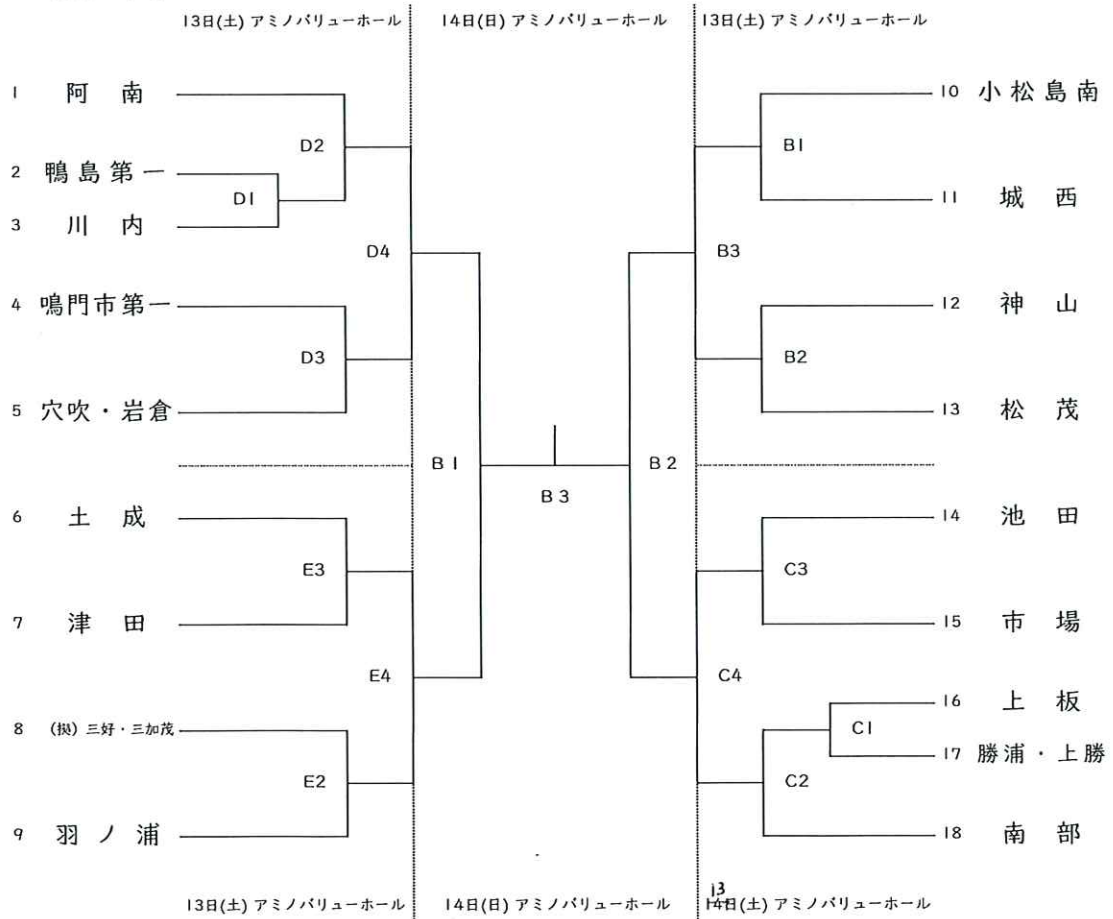 13日(土) アミノバリューホール 14日(日) アミノバリューホール 13日(土) アミノバリューホール
1 阿南 10 小松島南
D2 B1
2 鴨島第一
D1 11 城西
3 川内
D4 B3
4 鳴門市第一 12 神山
D3 B2
5 穴吹・岩倉 13 松茂
B1 B2
B3
6 土成 14 池田
E3 C3
7 津田 15 市場
E4 C4
16 上板
8 (拠) 三好・三加茂 C1
17 勝浦・上勝
E2 C2
9 羽ノ浦 18 南部
13
13日(土) アミノバリューホール 14日(日) アミノバリューホール 14日(土) アミノバリューホール